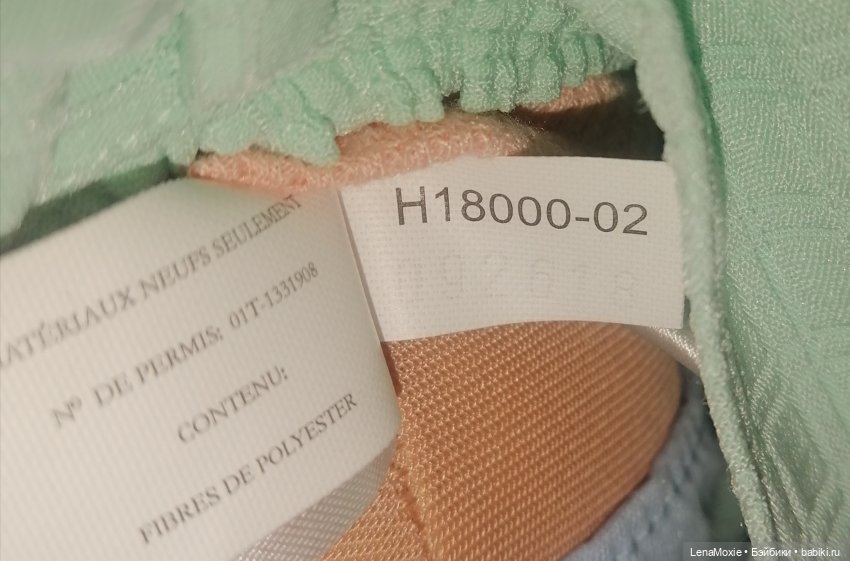 MATÉRIAUX NEUFS SEULEMENT
Nº DE PERMIS: 01T-1331908
CONTENU:
FIBRES DE POLYESTER
H18000-02
LenaMoxie • Бэйбики • babiki.ru